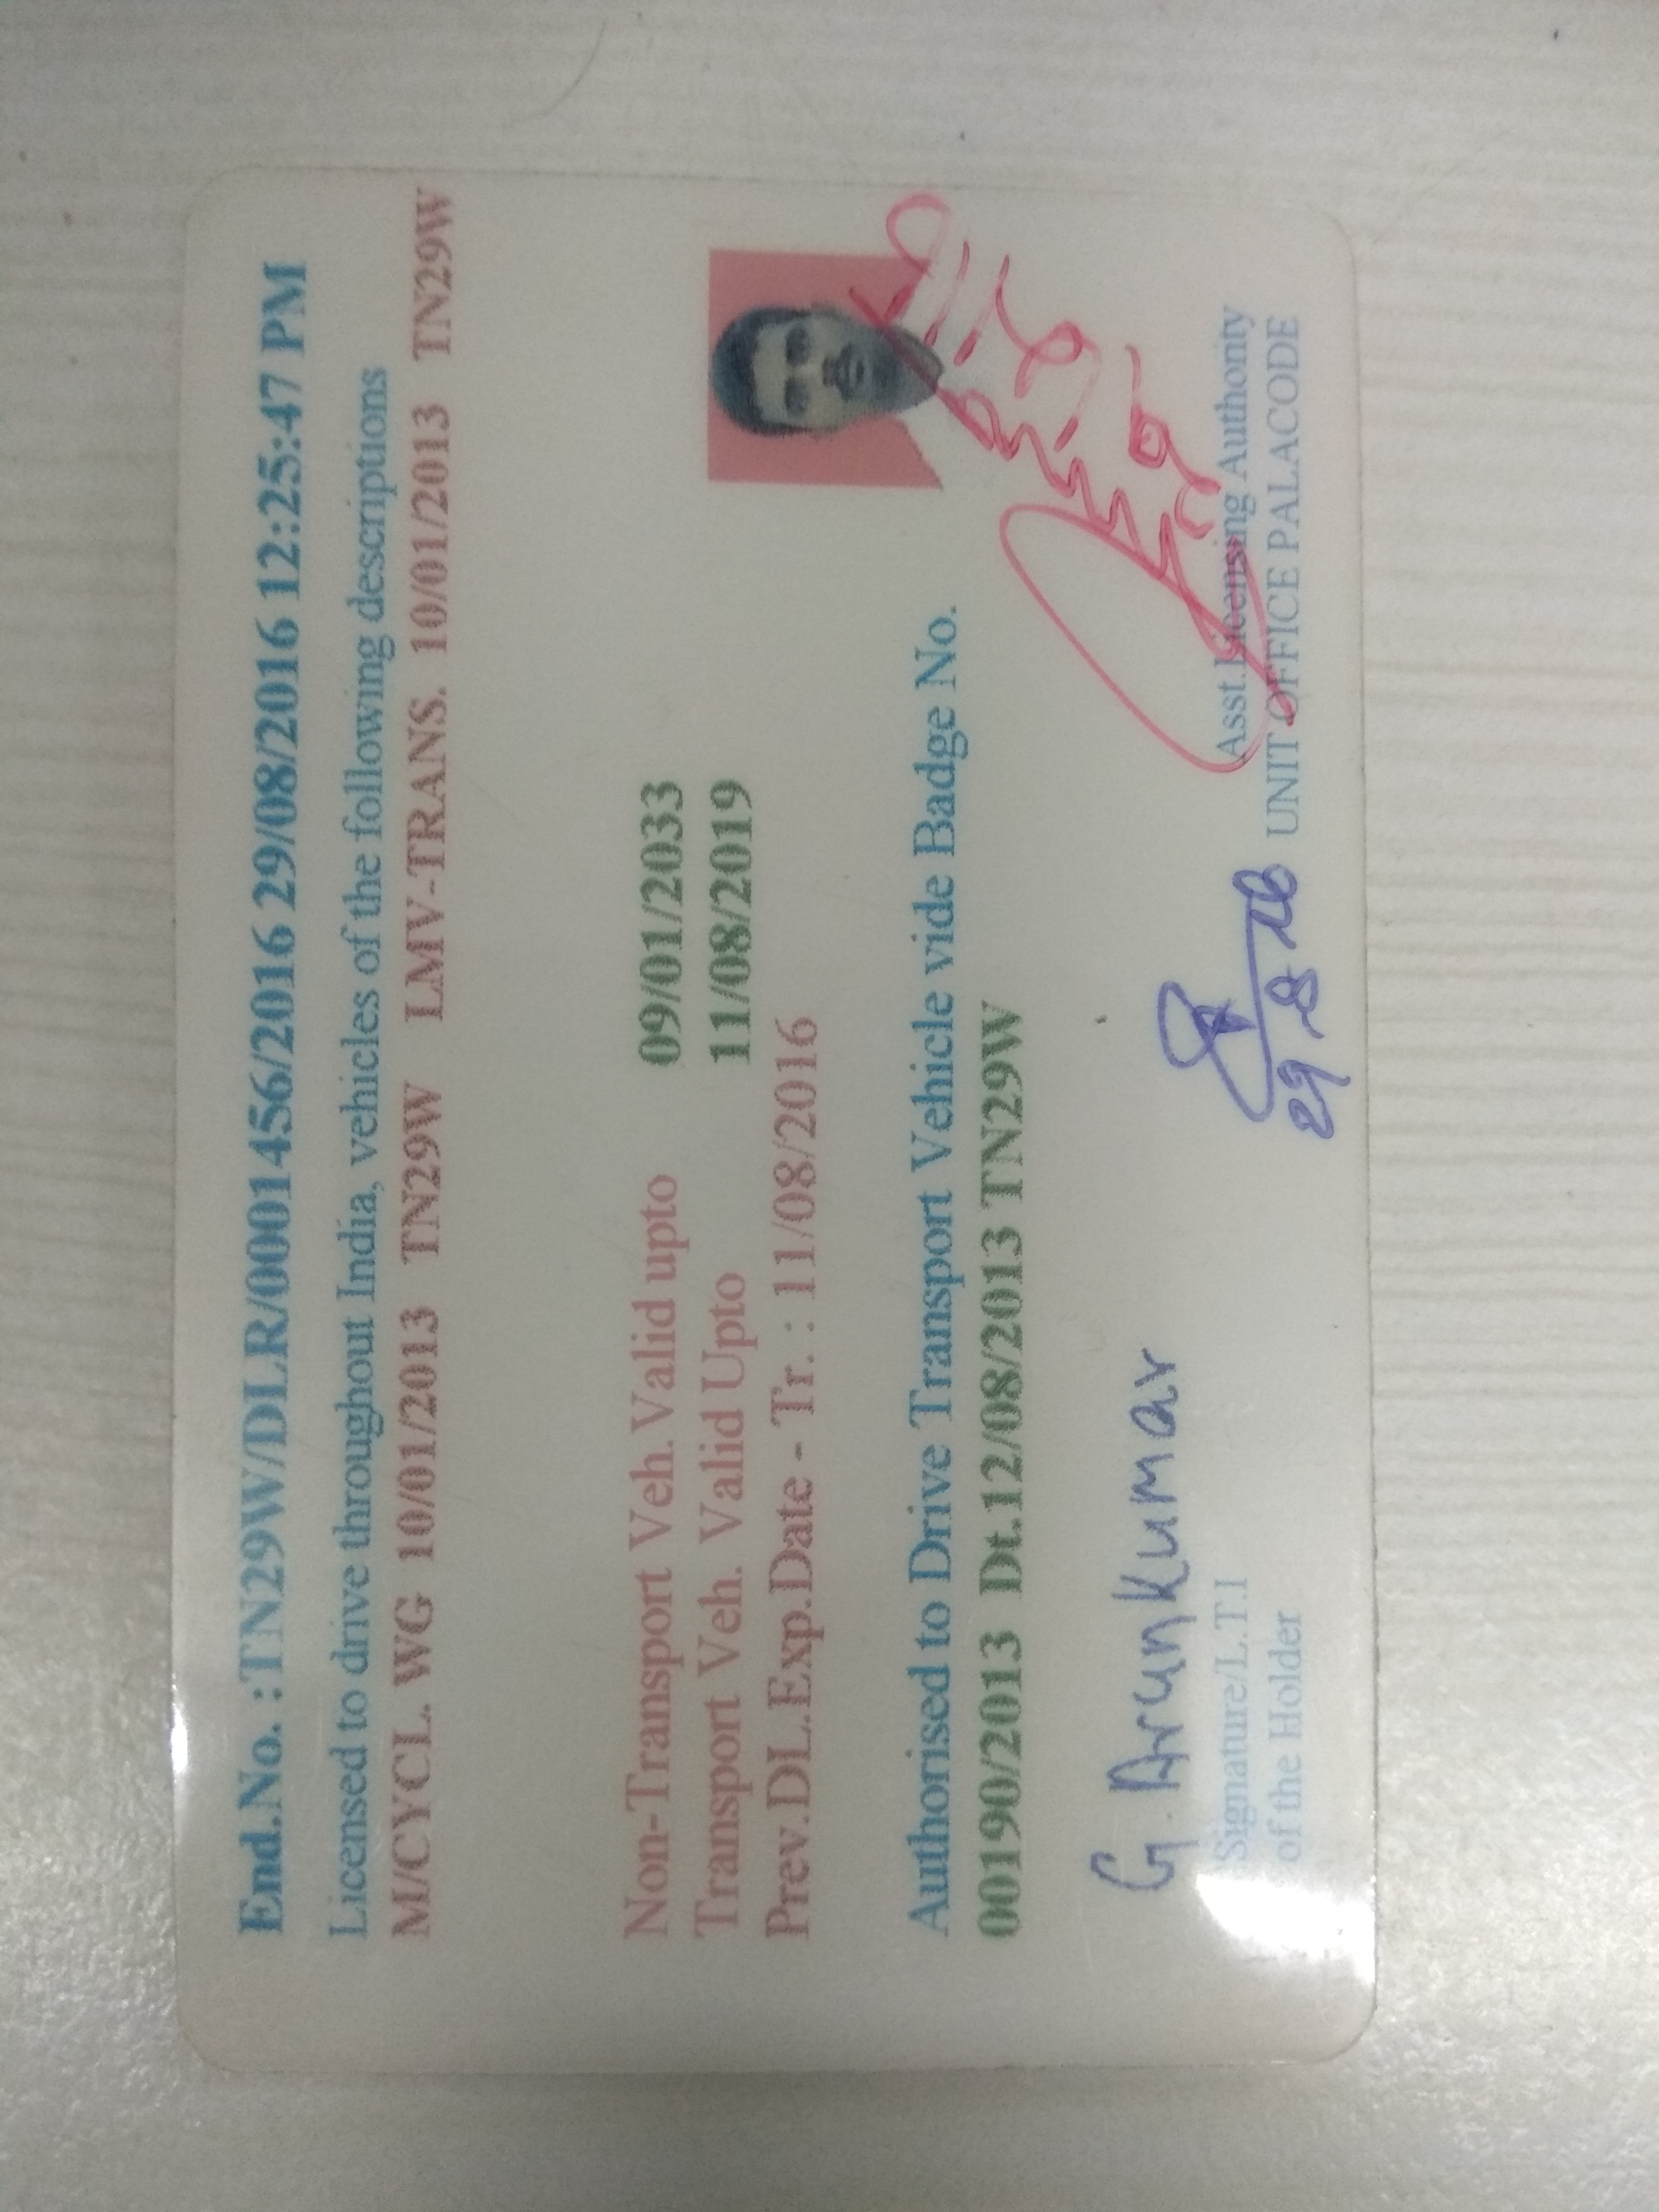 End.No. :TN29W/DLR/0001456/2016 29/08/2016 12:25:47 PM
Licensed to drive throughout India, vehicles of the following descriptions
M/CYCL. WG 10/01/2013 TN29W LMV-TRANS. 10/01/2013 TN29W
Non-Transport Veh.Valid upto 09/01/2033
Transport Veh. Valid Upto 11/08/2019
Prev.DL.Exp.Date - Tr. : 11/08/2016
Authorised to Drive Transport Vehicle vide Badge No.
00190/2013 Dt.12/08/2013 TN29W
G. Arunkumar
Signature/L.T.I
of the Holder
29.8.16
Asst.Licensing Authority
UNIT OFFICE PALACODE